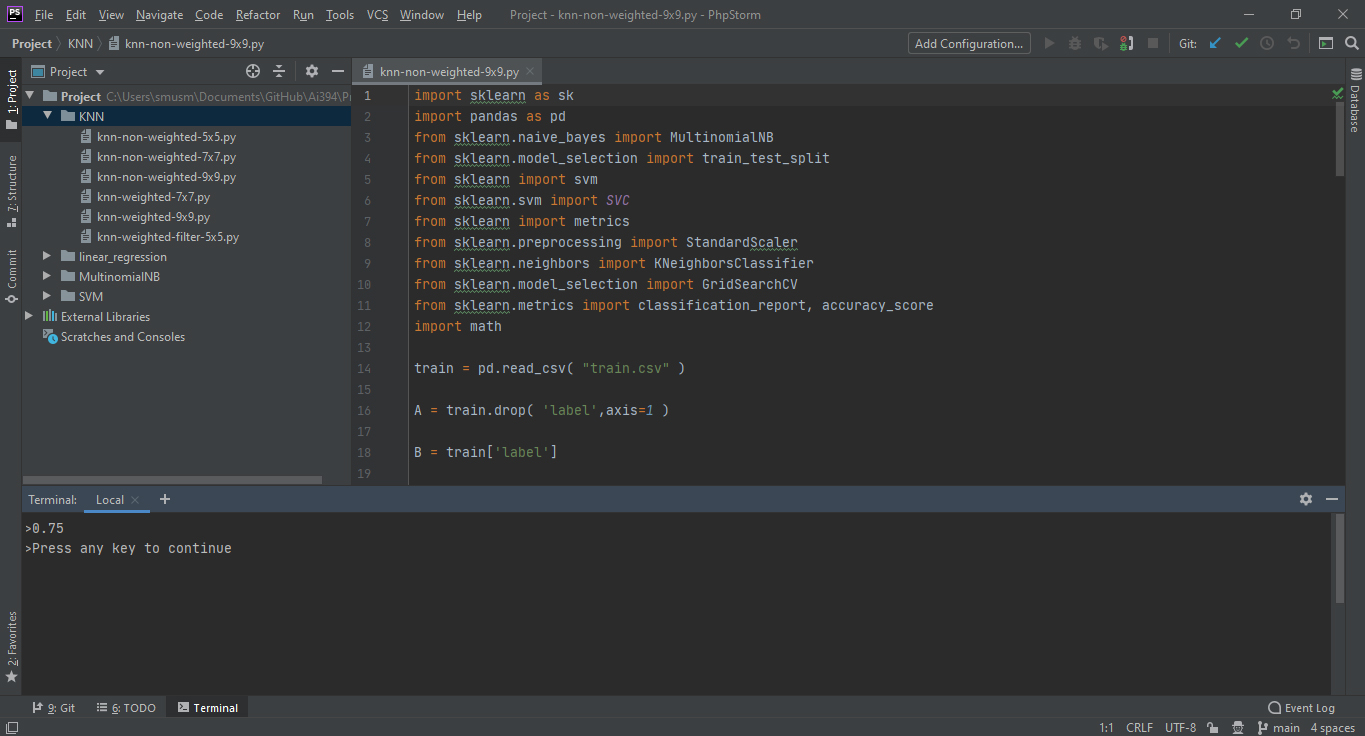 PS File Edit View Navigate Code Refactor Run Tools VCS Window Help Project - knn-non-weighted-9x9.py - PhpStorm
Project KNN knn-non-weighted-9x9.py Add Configuration... Git:
Project
knn-non-weighted-9x9.py
Project C:\Users\smusm\Documents\GitHub\Ai394\P
KNN
knn-non-weighted-5x5.py
knn-non-weighted-7x7.py
knn-non-weighted-9x9.py
knn-weighted-7x7.py
knn-weighted-9x9.py
knn-weighted-filter-5x5.py
linear_regression
MultinomialNB
SVM
External Libraries
Scratches and Consoles
1: Project
7: Structure
Commit
2: Favorites
Database
1 import sklearn as sk
2 import pandas as pd
3 from sklearn.naive_bayes import MultinomialNB
4 from sklearn.model_selection import train_test_split
5 from sklearn import svm
6 from sklearn.svm import SVC
7 from sklearn import metrics
8 from sklearn.preprocessing import StandardScaler
9 from sklearn.neighbors import KNeighborsClassifier
10 from sklearn.model_selection import GridSearchCV
11 from sklearn.metrics import classification_report, accuracy_score
12 import math
13
14 train = pd.read_csv( "train.csv" )
15
16 A = train.drop( 'label',axis=1 )
17
18 B = train['label']
19
Terminal: Local
>0.75
>Press any key to continue
9: Git 6: TODO Terminal Event Log
1:1 CRLF UTF-8 main 4 spaces